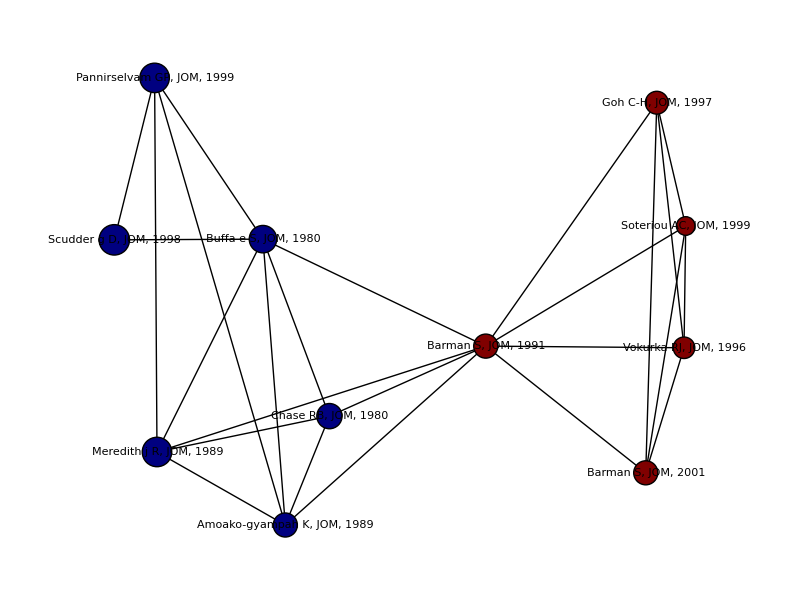 Pannirselvam GP, JOM, 1999
Goh C-H, JOM, 1997
Soteriou AC, JOM, 1999
Scudder JOM, 1998
Buffa e JOM, 1980
Barman S, JOM, 1991
Vokurka RJ, JOM, 1996
Chase RB, JOM, 1980
Meredith J, JOM, 1989
Barman S, JOM, 2001
Amoako-gyampah K, JOM, 1989